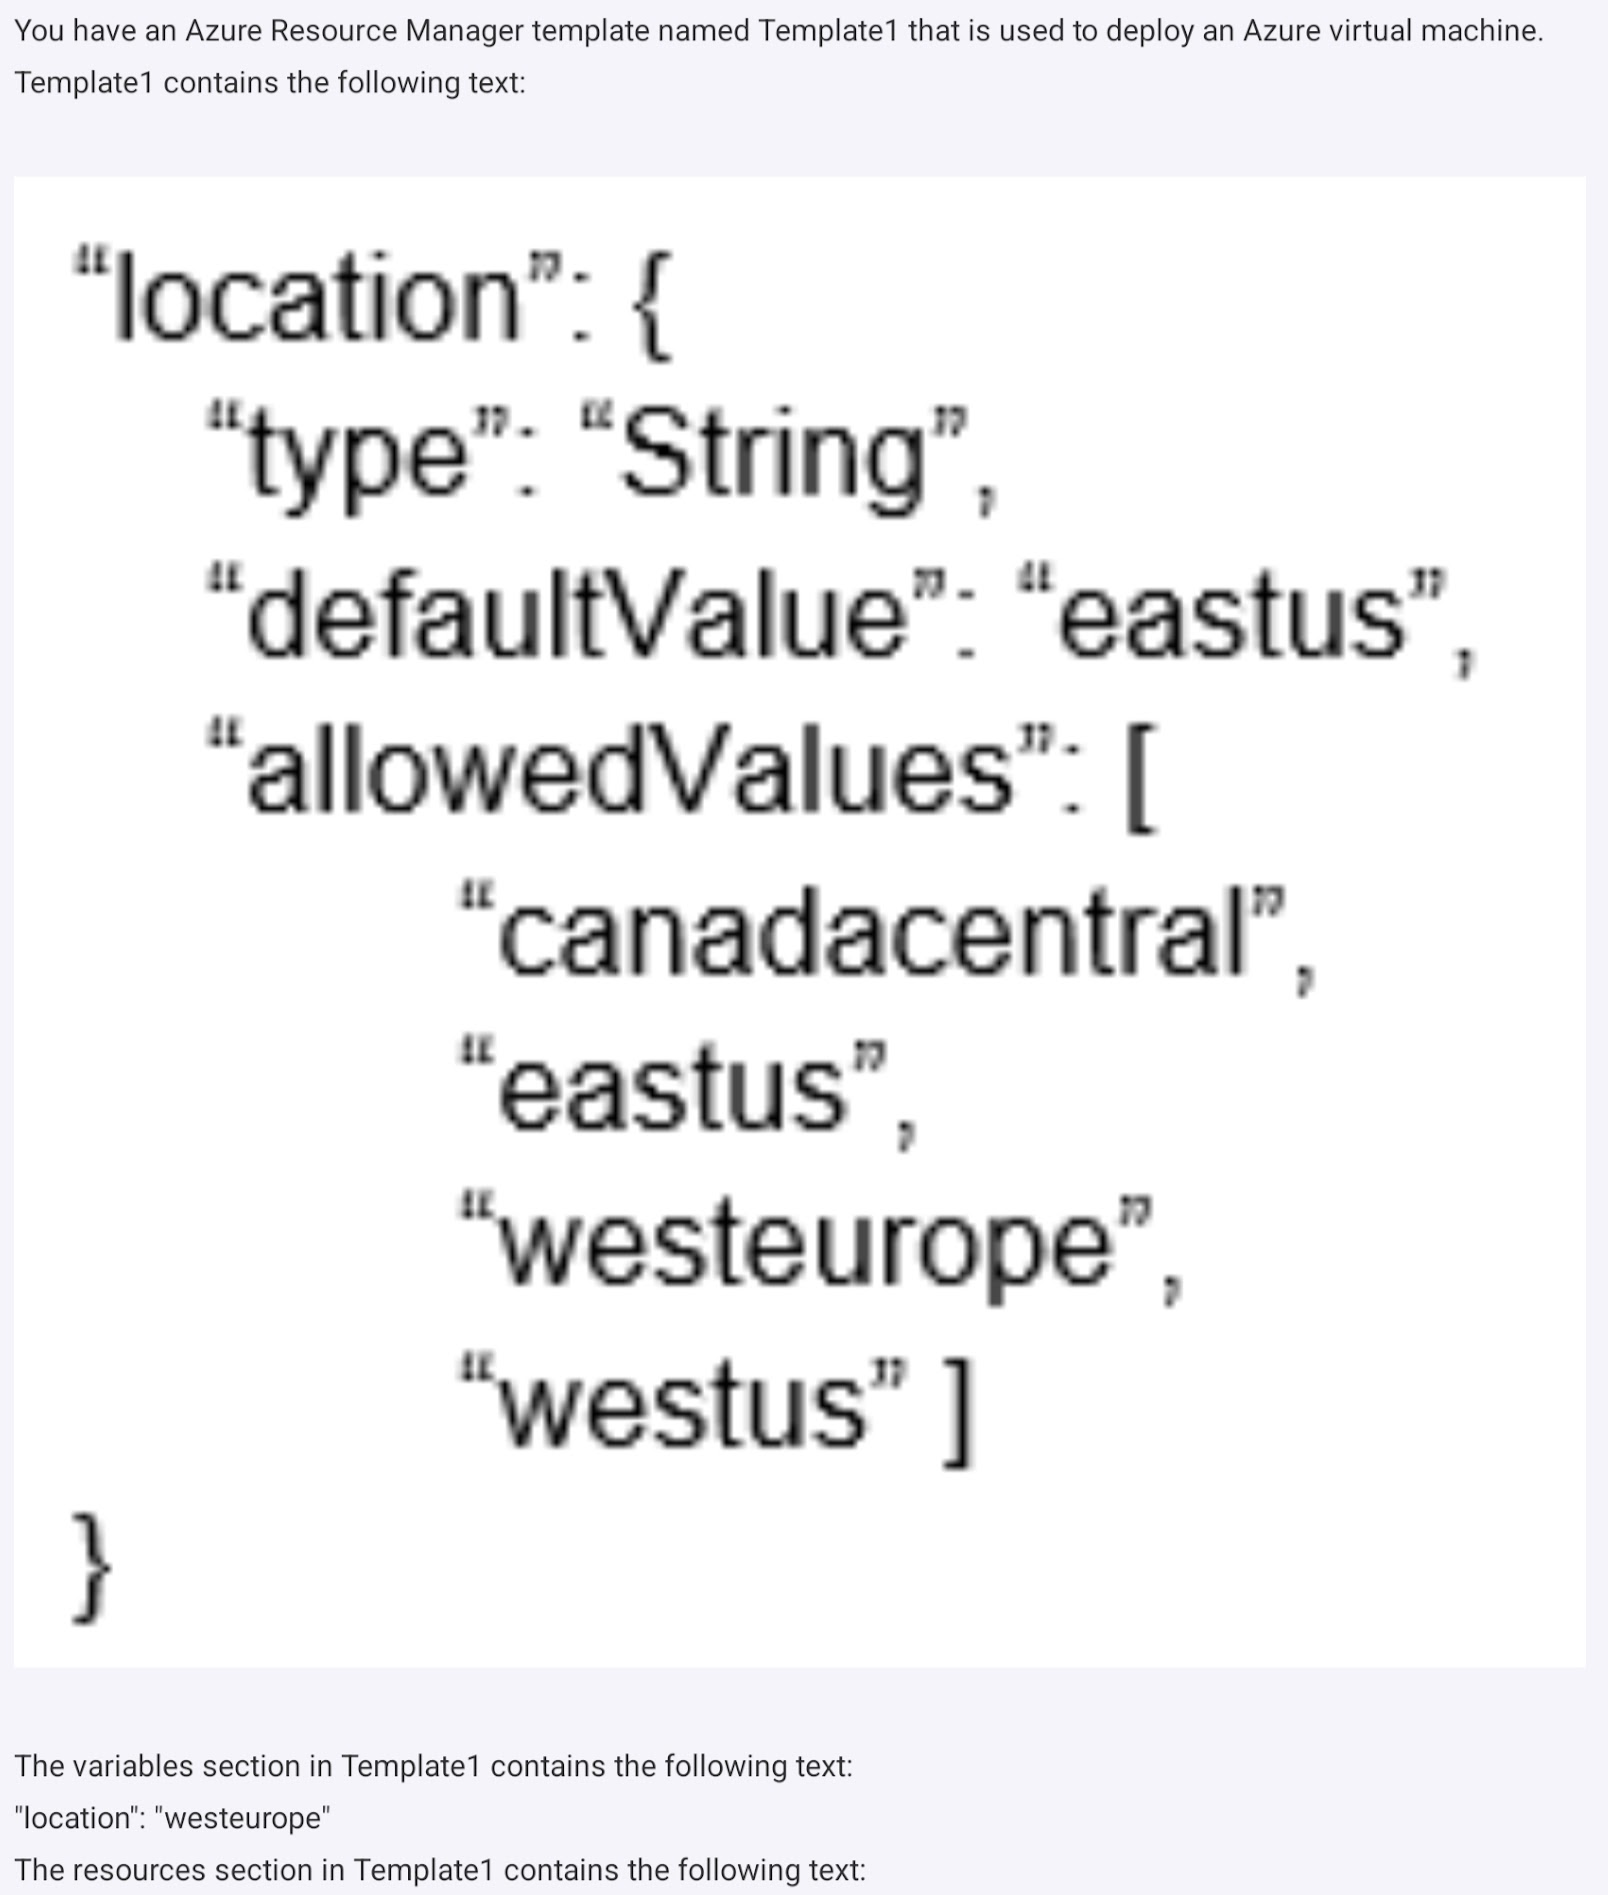 You have an Azure Resource Manager template named Template1 that is used to deploy an Azure virtual machine.
Template1 contains the following text:
“location”: {
“type”: “String”,
“defaultValue”: “eastus”,
“allowedValues”: [
“canadacentral”,
“eastus”,
“westeurope”,
“westus” ]
}
The variables section in Template1 contains the following text:
"location": "westeurope"
The resources section in Template1 contains the following text: